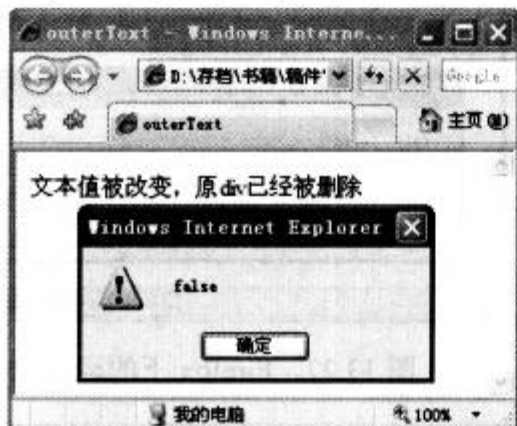 outerText - Windows Interne...
D:\存档\书稿\稿件'
Google
outerText
主页(M)
文本值被改变，原div已经被删除
Windows Internet Explorer
false
确定
我的电脑
100%